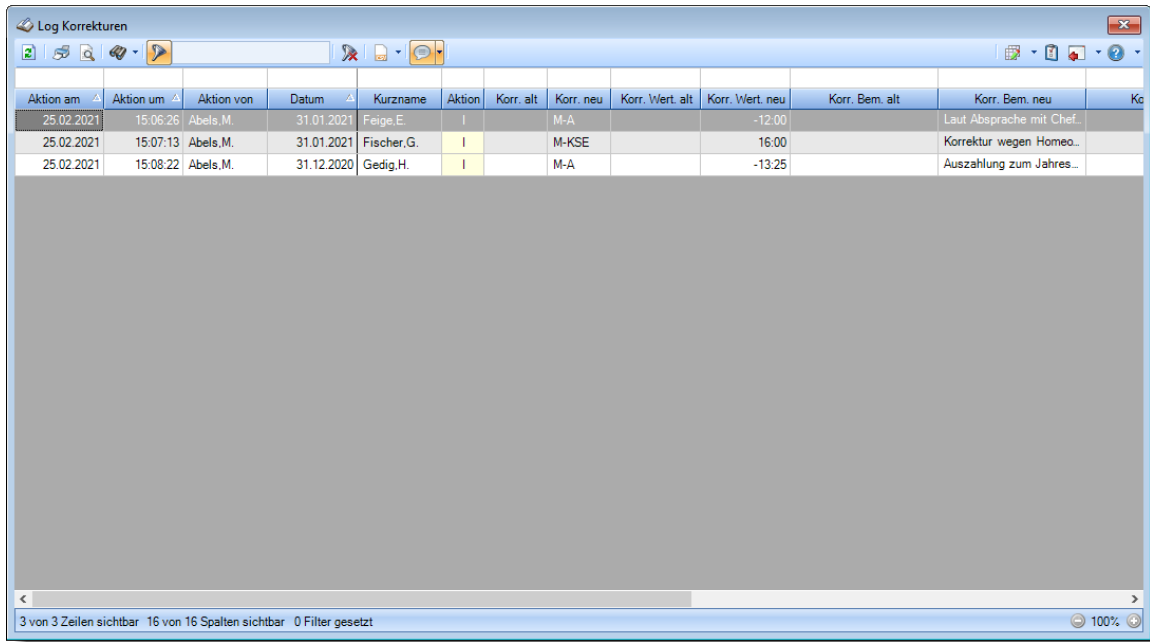 Log Korrekturen
Aktion am Aktion um Aktion von Datum Kurzname Aktion Korr. alt Korr. neu Korr. Wert. alt Korr. Wert. neu Korr. Bem. alt Korr. Bem. neu Ko
25.02.2021 15:06:26 Abels,M. 31.01.2021 Feige,E. I M-A -12:00 Laut Absprache mit Chef...
25.02.2021 15:07:13 Abels,M. 31.01.2021 Fischer,G. I M-KSE 16:00 Korrektur wegen Homeo...
25.02.2021 15:08:22 Abels,M. 31.12.2020 Gedig,H. I M-A -13:25 Auszahlung zum Jahres...
3 von 3 Zeilen sichtbar 16 von 16 Spalten sichtbar 0 Filter gesetzt 100%